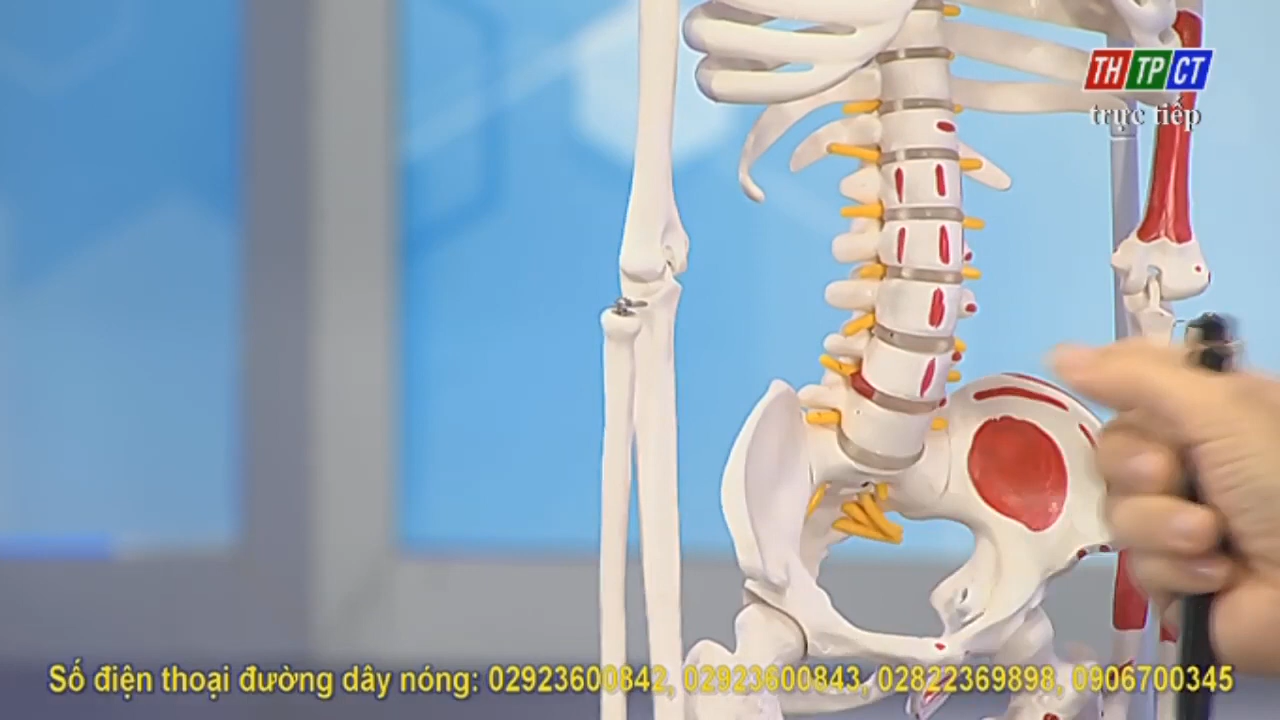 THTPCT
trực tiếp
Số điện thoại đường dây nóng: 02923600842, 02923600843, 02822369898, 0906700345